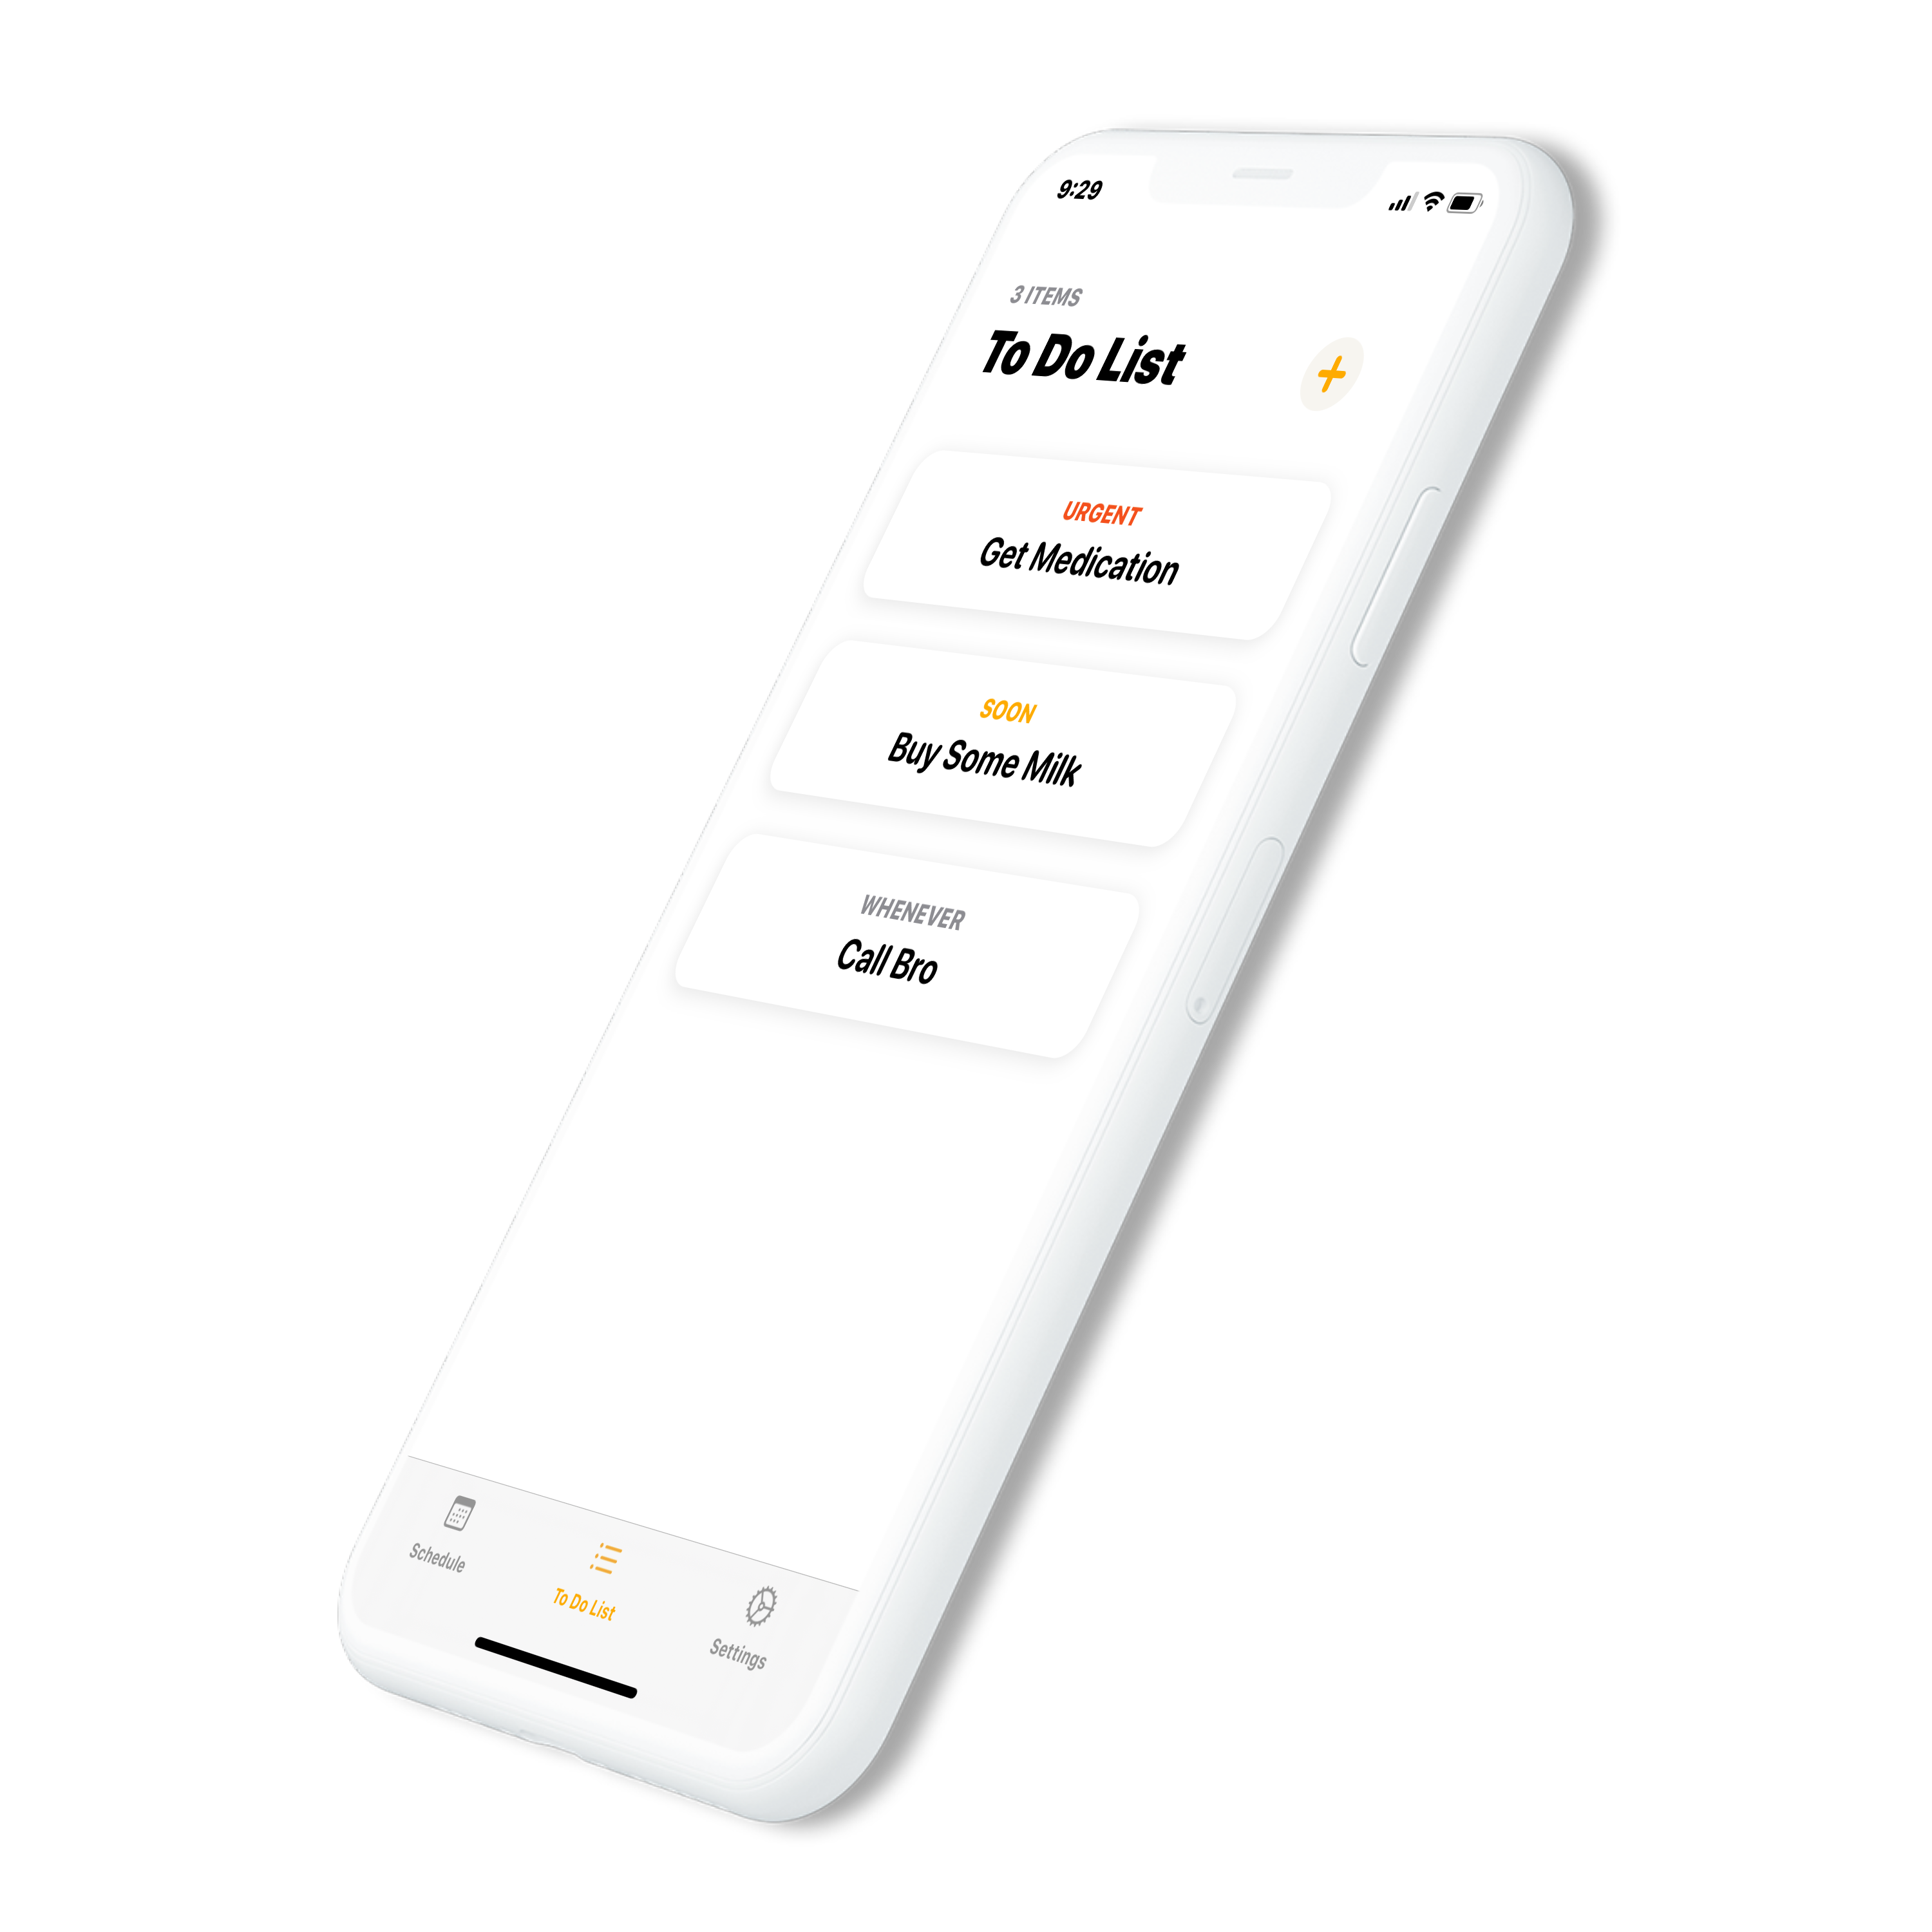 9:29
3 ITEMS
To Do List
URGENT
Get Medication
SOON
Buy Some Milk
WHENEVER
Call Bro
Schedule
To Do List
Settings